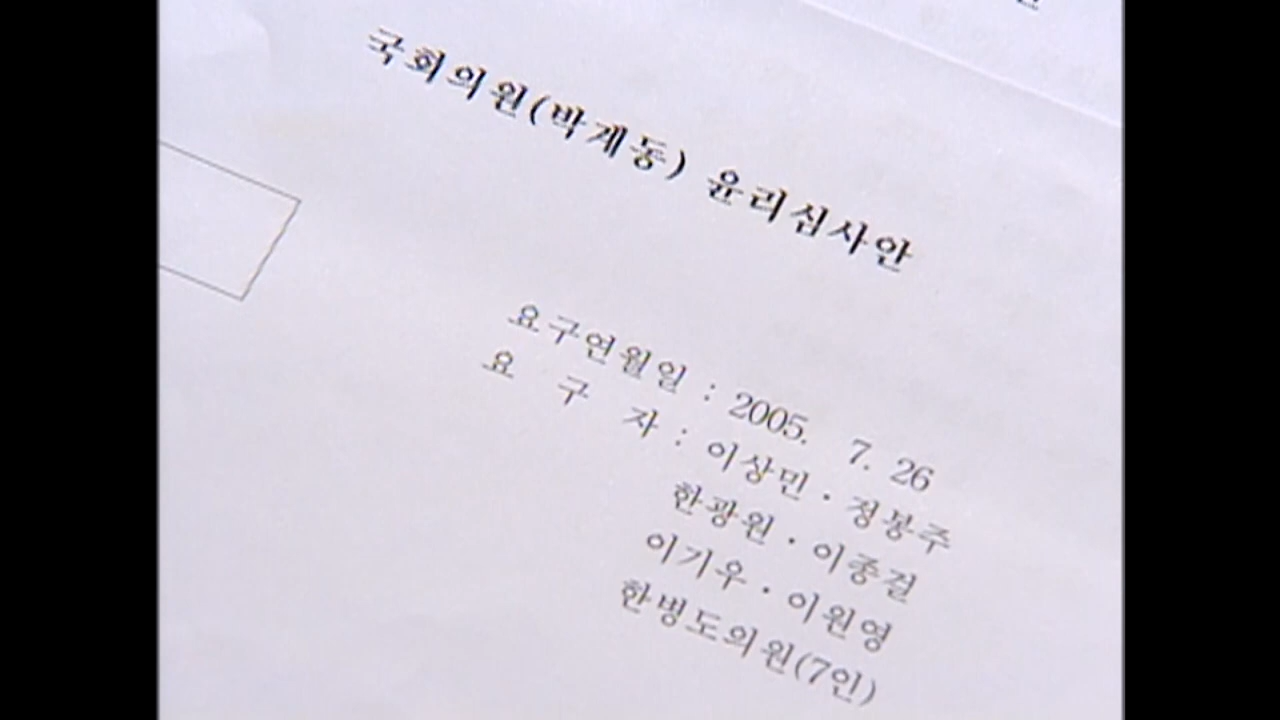 국회의원(박계동) 윤리심사안
요구연월일 : 2005. 7. 26
요 구 자 : 이상민 · 정봉주
한광원 · 이종걸
이기우 · 이원영
한병도의원(7인)